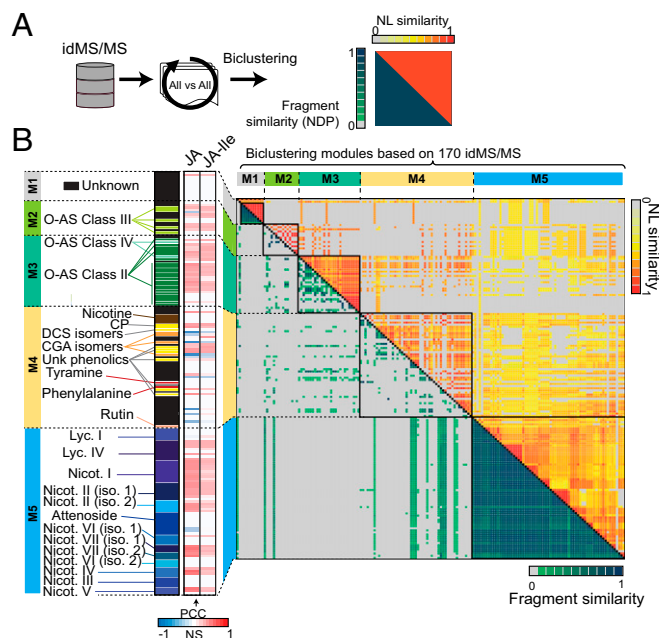 A
idMS/MS
All vs All
Biclustering
NL similarity
0 1
1
Fragment
similarity (NDP)
0
B
JA
JA-Ile
Biclustering modules based on 170 idMS/MS
M1
M2
M3
M4
M5
M1
Unknown
M2
O-AS Class III
M3
O-AS Class IV
O-AS Class II
M4
Nicotine
CP
DCS isomers
CGA isomers
Unk phenolics
Tyramine
Phenylalanine
Rutin
M5
Lyc. I
Lyc. IV
Nicot. I
Nicot. II (iso. 1)
Nicot. II (iso. 2)
Attenoside
Nicot. VI (iso. 1)
Nicot. VII (iso. 1)
Nicot. VII (iso. 2)
Nicot. VI (iso. 2)
Nicot. IV
Nicot. III
Nicot. V
0
NL similarity
1
PCC
-1 NS 1
0 1
Fragment similarity